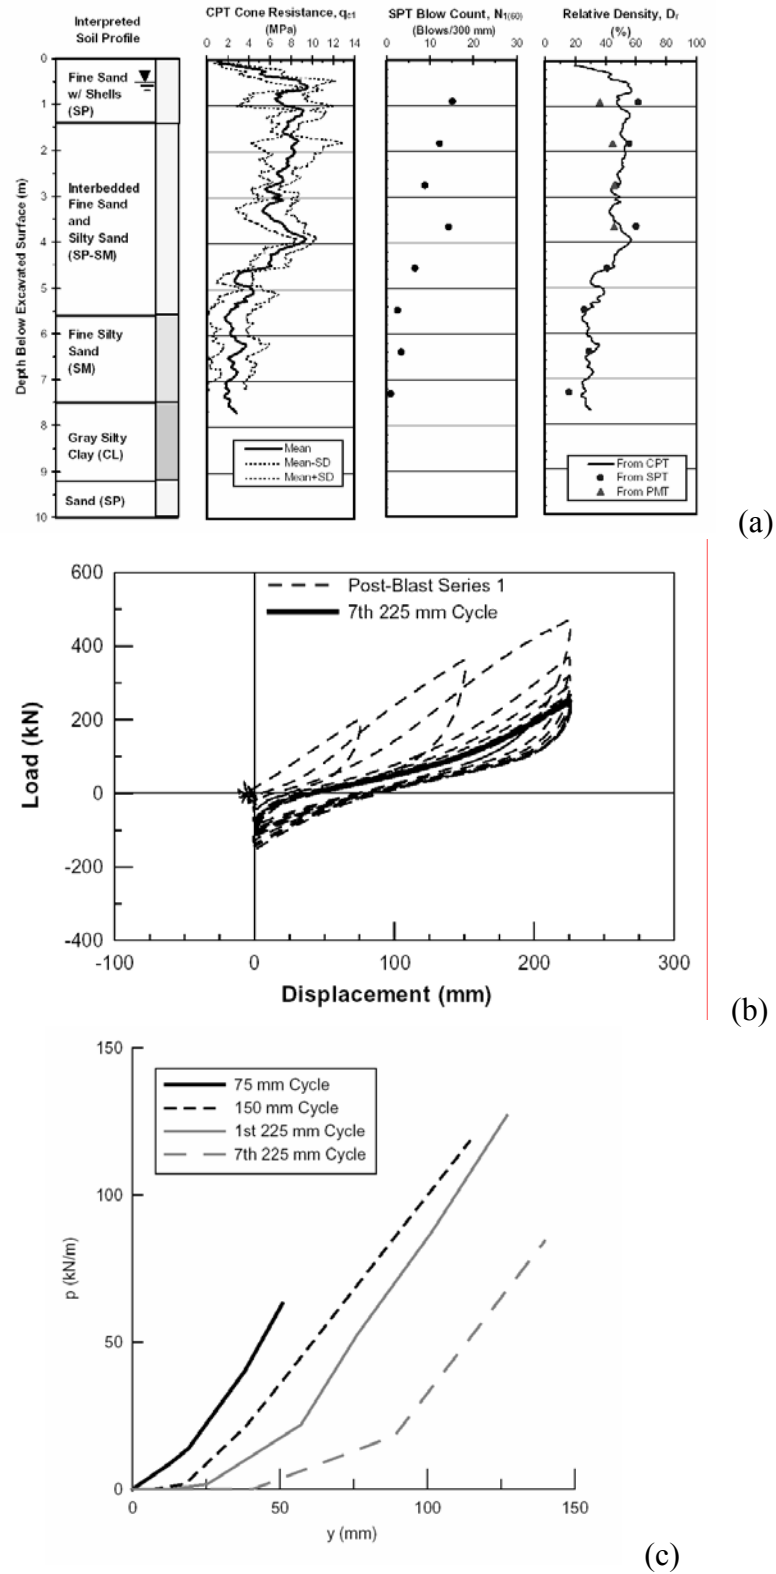 Interpreted
Soil Profile
CPT Cone Resistance, qc1
(MPa)
0 2 4 6 8 10 12 14
SPT Blow Count, N1(60)
(Blows/300 mm)
0 10 20 30
Relative Density, Dr
(%)
0 20 40 60 80 100
Depth Below Excavated Surface (m)
0
1
2
3
4
5
6
7
8
9
10
Fine Sand
w/ Shells
(SP)
Interbedded
Fine Sand
and
Silty Sand
(SP-SM)
Fine Silty
Sand
(SM)
Gray Silty
Clay (CL)
Sand (SP)
Mean
Mean-SD
Mean+SD
From CPT
From SPT
From PMT
(a)
600
400
200
0
-200
-400
Load (kN)
Post-Blast Series 1
7th 225 mm Cycle
-100 0 100 200 300
Displacement (mm)
(b)
150
100
50
0
p (kN/m)
75 mm Cycle
150 mm Cycle
1st 225 mm Cycle
7th 225 mm Cycle
0 50 100 150
y (mm)
(c)